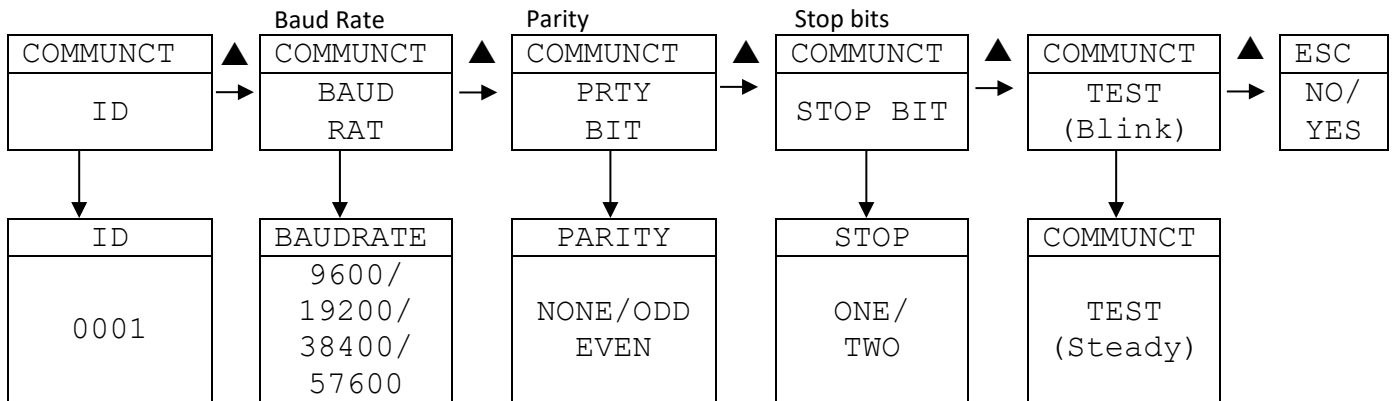 Baud Rate
Parity
Stop bits
COMMUNCT
▲
COMMUNCT
▲
COMMUNCT
▲
COMMUNCT
▲
COMMUNCT
▲
ESC
ID
BAUD
RAT
PRTY
BIT
STOP BIT
TEST
(Blink)
NO/
YES
ID
0001
BAUDRATE
9600/
19200/
38400/
57600
PARITY
NONE/ODD
EVEN
STOP
ONE/
TWO
COMMUNCT
TEST
(Steady)